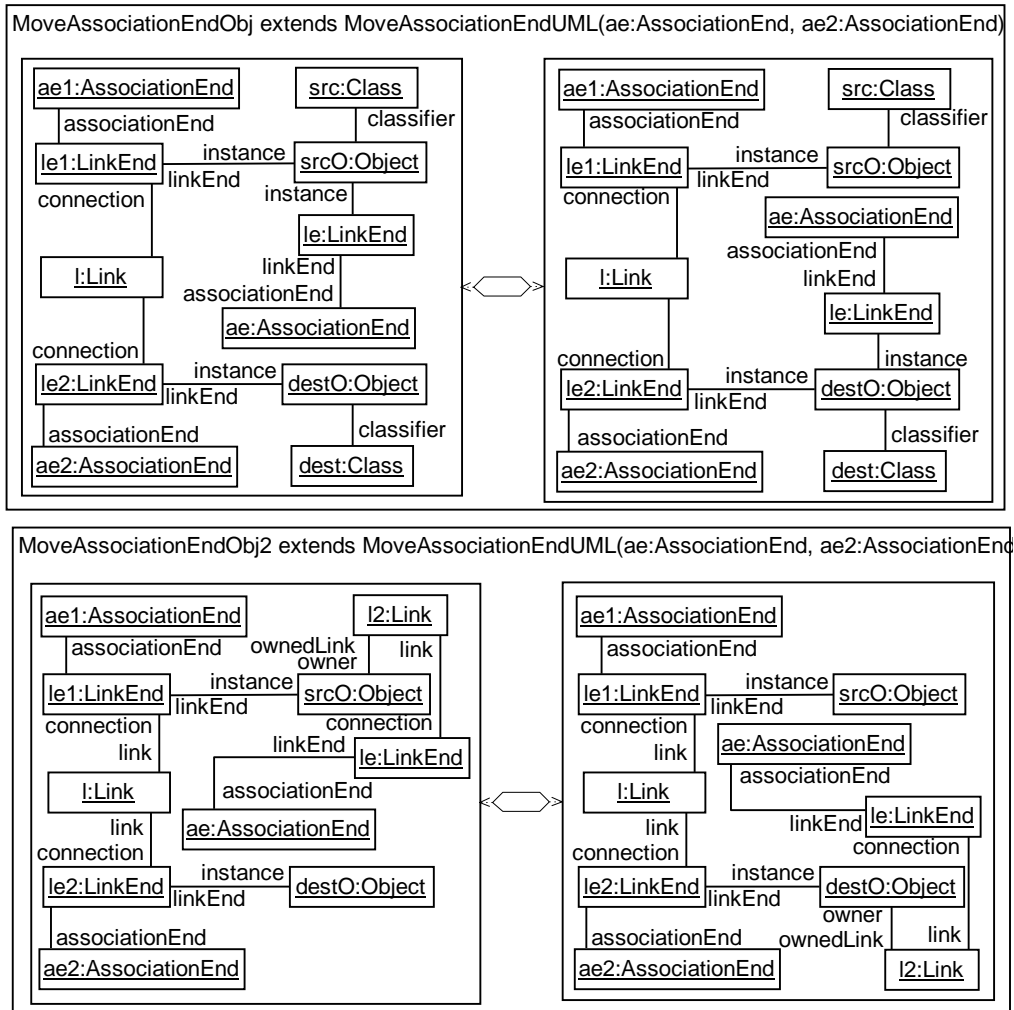 MoveAssociationEndObj extends MoveAssociationEndUML(ae:AssociationEnd, ae2:AssociationEnd)
ae1:AssociationEnd
src:Class
associationEnd
classifier
le1:LinkEnd
instance
linkEnd
srcO:Object
connection
instance
le:LinkEnd
linkEnd
l:Link
associationEnd
ae:AssociationEnd
connection
le2:LinkEnd
instance
linkEnd
destO:Object
associationEnd
classifier
ae2:AssociationEnd
dest:Class
ae1:AssociationEnd
src:Class
associationEnd
classifier
le1:LinkEnd
instance
linkEnd
srcO:Object
connection
ae:AssociationEnd
associationEnd
l:Link
linkEnd
le:LinkEnd
connection
instance
le2:LinkEnd
instance
linkEnd
destO:Object
associationEnd
classifier
ae2:AssociationEnd
dest:Class
MoveAssociationEndObj2 extends MoveAssociationEndUML(ae:AssociationEnd, ae2:AssociationEnd
ae1:AssociationEnd
l2:Link
associationEnd
ownedLink
link
owner
le1:LinkEnd
instance
linkEnd
srcO:Object
connection
connection
link
linkEnd
le:LinkEnd
l:Link
associationEnd
link
ae:AssociationEnd
connection
le2:LinkEnd
instance
linkEnd
destO:Object
associationEnd
ae2:AssociationEnd
ae1:AssociationEnd
associationEnd
le1:LinkEnd
instance
linkEnd
srcO:Object
connection
link
ae:AssociationEnd
associationEnd
l:Link
link
linkEnd
le:LinkEnd
connection
connection
le2:LinkEnd
instance
linkEnd
destO:Object
owner
associationEnd
ownedLink
link
ae2:AssociationEnd
l2:Link